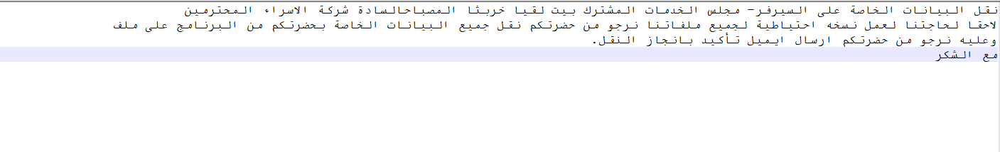 نقل البيانات الخاصة على السيرفر- مجلس الخدمات المشترك بيت لقيا خربثا المصباحالسادة شركة الاسراء المحترمين
لاحقا لحاجتنا لعمل نسخه احتياطية لجميع ملفاتنا نرجو من حضرتكم نقل جميع البيانات الخاصة بحضرتكم من البرنامج على ملف
وعليه نرجو من حضرتكم ارسال ايميل تأكيد بانجاز النقل.
مع الشكر